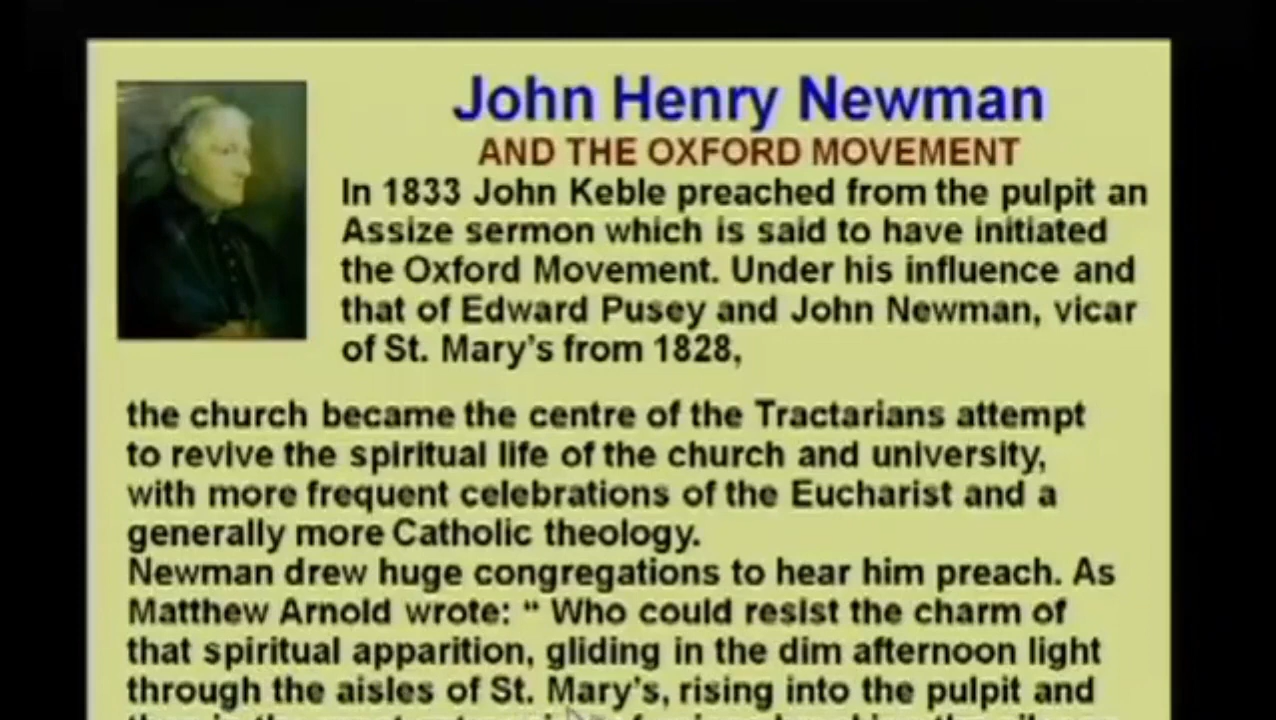 John Henry Newman
AND THE OXFORD MOVEMENT
In 1833 John Keble preached from the pulpit an
Assize sermon which is said to have initiated
the Oxford Movement. Under his influence and
that of Edward Pusey and John Newman, vicar
of St. Mary's from 1828,
the church became the centre of the Tractarians attempt
to revive the spiritual life of the church and university,
with more frequent celebrations of the Eucharist and a
generally more Catholic theology.
Newman drew huge congregations to hear him preach. As
Matthew Arnold wrote: “ Who could resist the charm of
that spiritual apparition, gliding in the dim afternoon light
through the aisles of St. Mary's, rising into the pulpit and